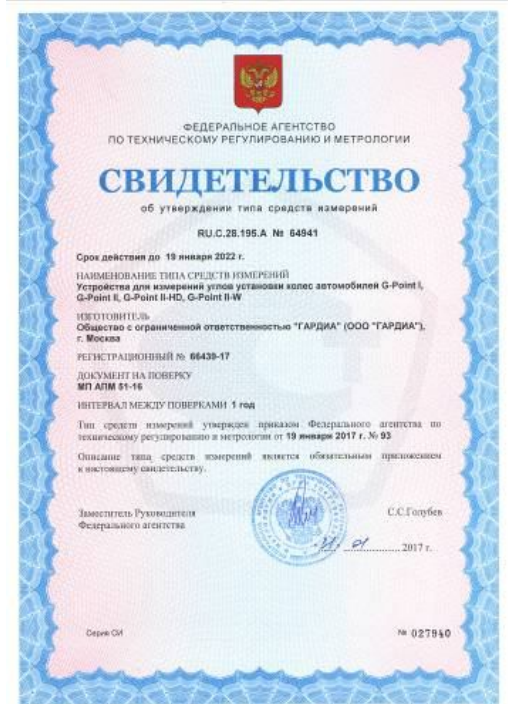 ФЕДЕРАЛЬНОЕ АГЕНТСТВО
ПО ТЕХНИЧЕСКОМУ РЕГУЛИРОВАНИЮ И МЕТРОЛОГИИ
СВИДЕТЕЛЬСТВО
об утверждении типа средств измерений
RU.C.28.195.A № 64941
Срок действия до 19 января 2022 г.
НАИМЕНОВАНИЕ ТИПА СРЕДСТВ ИЗМЕРЕНИЙ
Устройства для измерений углов установки колес автомобилей G-Point I,
G-Point II, G-Point II-HD, G-Point II-W
ИЗГОТОВИТЕЛЬ
Общество с ограниченной ответственностью "ГАРДИА" (ООО "ГАРДИА"),
г. Москва
РЕГИСТРАЦИОННЫЙ № 66439-17
ДОКУМЕНТ НА ПОВЕРКУ
МП АПМ 51-16
ИНТЕРВАЛ МЕЖДУ ПОВЕРКАМИ 1 год
Тип средств измерений утвержден приказом Федерального агентства по
техническому регулированию и метрологии от 19 января 2017 г. № 93
Описание типа средств измерений является обязательным приложением
к настоящему свидетельству.
Заместитель Руководителя
Федерального агентства
С.С.Голубев
01 2017 г.
Серия СИ
№ 027940